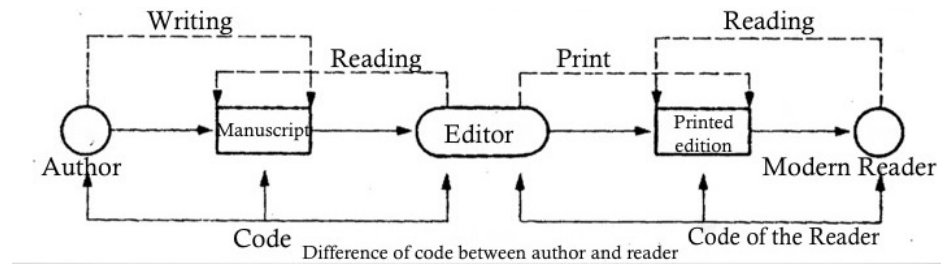 Writing
Reading
Reading
Print
Manuscript
Editor
Printed
edition
Author
Modern Reader
Code
Code of the Reader
Difference of code between author and reader